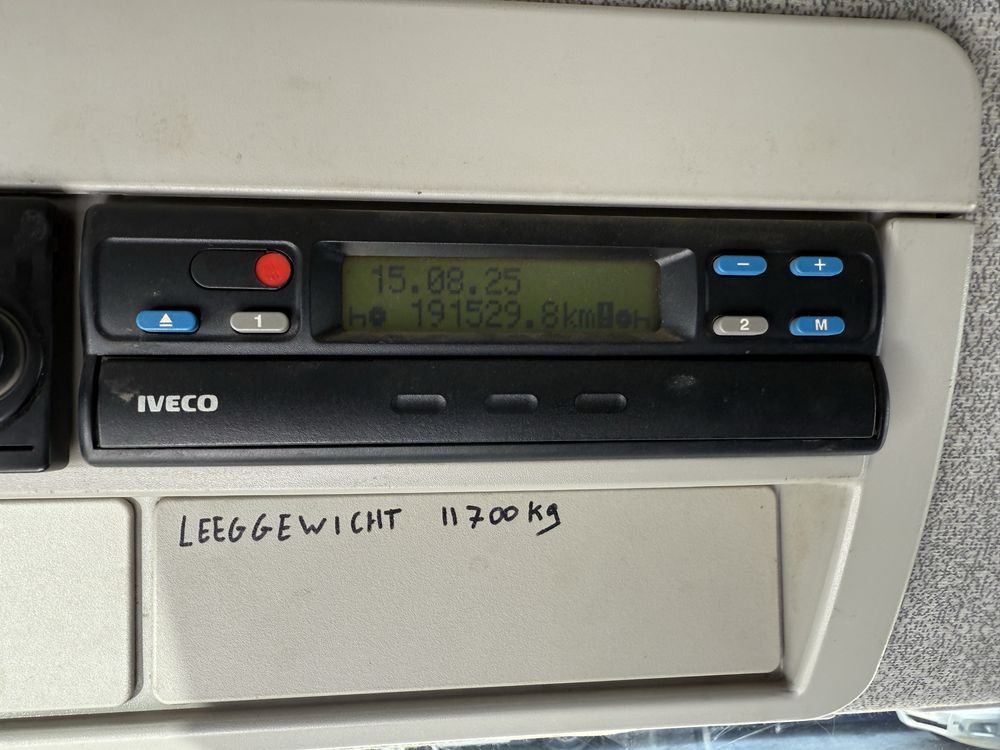 15.08.25
191529.8km
1
2
- +
M
IVECO
LEEGGEWICHT 11700kg